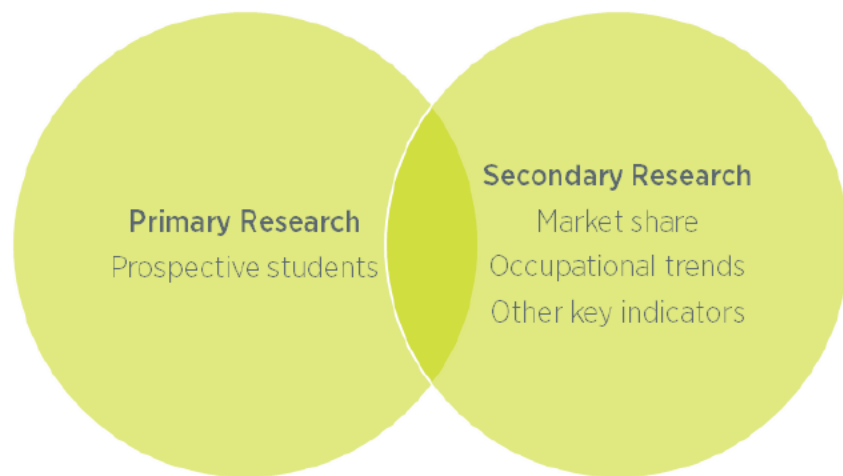 Primary Research
Prospective students
Secondary Research
Market share
Occupational trends
Other key indicators